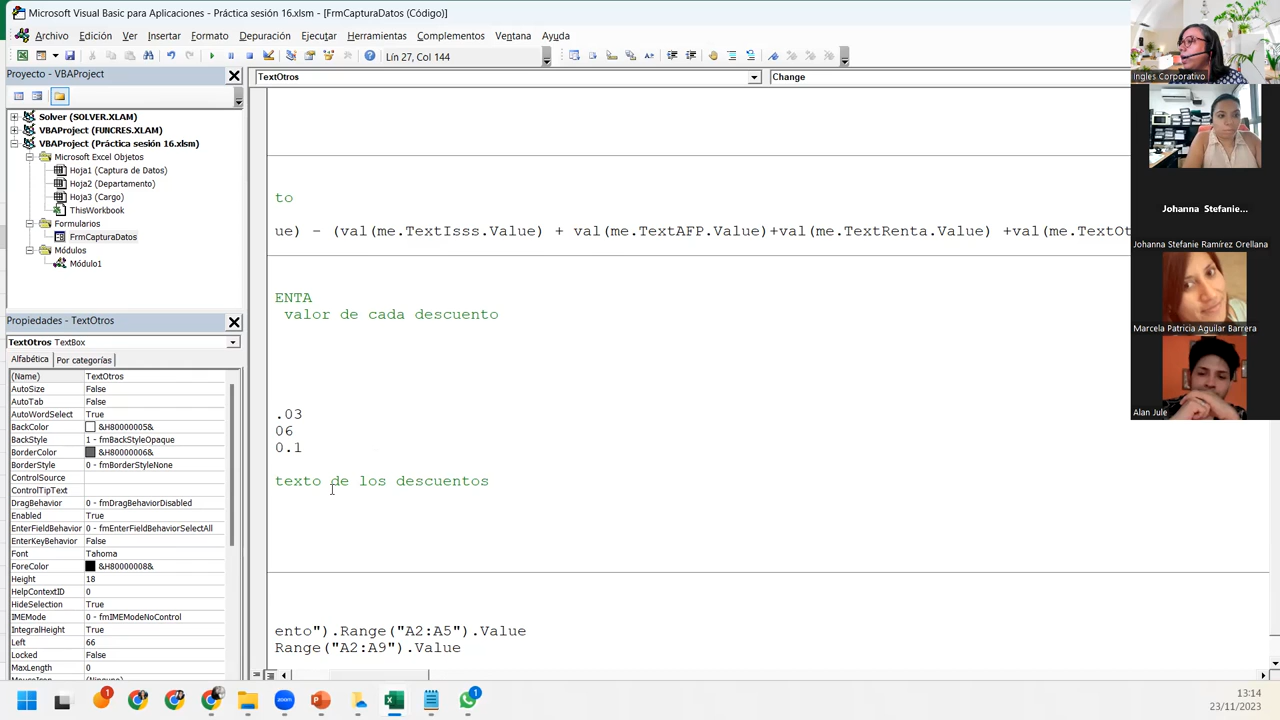 Microsoft Visual Basic para Aplicaciones - Práctica sesión 16.xlsm - [FrmCapturaDatos (Código)]
Archivo Edición Ver Insertar Formato Depuración Ejecutar Herramientas Complementos Ventana Ayuda
Lín 27, Col 144
Proyecto - VBAProject
TextOtros Change
Solver (SOLVER.XLAM)
VBAProject (FUNCRES.XLAM)
VBAProject (Práctica sesión 16.xlsm)
Microsoft Excel Objetos
Hoja1 (Captura de Datos)
Hoja2 (Departamento)
Hoja3 (Cargo)
ThisWorkbook
Formularios
FrmCapturaDatos
Módulos
Módulo1
Propiedades - TextOtros
TextOtros TextBox
Alfabética Por categorías
(Name) TextOtros
AutoSize False
AutoTab False
AutoWordSelect True
BackColor &H80000005&
BackStyle 1 - fmBackStyleOpaque
BorderColor &H80000006&
BorderStyle 0 - fmBorderStyleNone
ControlSource
ControlTipText
DragBehavior 0 - fmDragBehaviorDisabled
Enabled True
EnterFieldBehavior 0 - fmEnterFieldBehaviorSelectAll
EnterKeyBehavior False
Font Tahoma
ForeColor &H80000008&
Height 18
HelpContextID 0
HideSelection True
IMEMode 0 - fmIMEModeNoControl
IntegralHeight True
Left 66
Locked False
MaxLength 0
to
ue) - (val(me.TextIsss.Value) + val(me.TextAFP.Value)+val(me.TextRenta.Value) +val(me.TextOt
ENTA
valor de cada descuento
.03
06
0.1
texto de los descuentos
ento").Range("A2:A5").Value
Range("A2:A9").Value
Ingles Corporativo
Johanna Stefanie...
Johanna Stefanie Ramírez Orellana
Marcela Patricia Aguilar Barrera
Alan Jule
1
zoom
1
13:14
23/11/2023